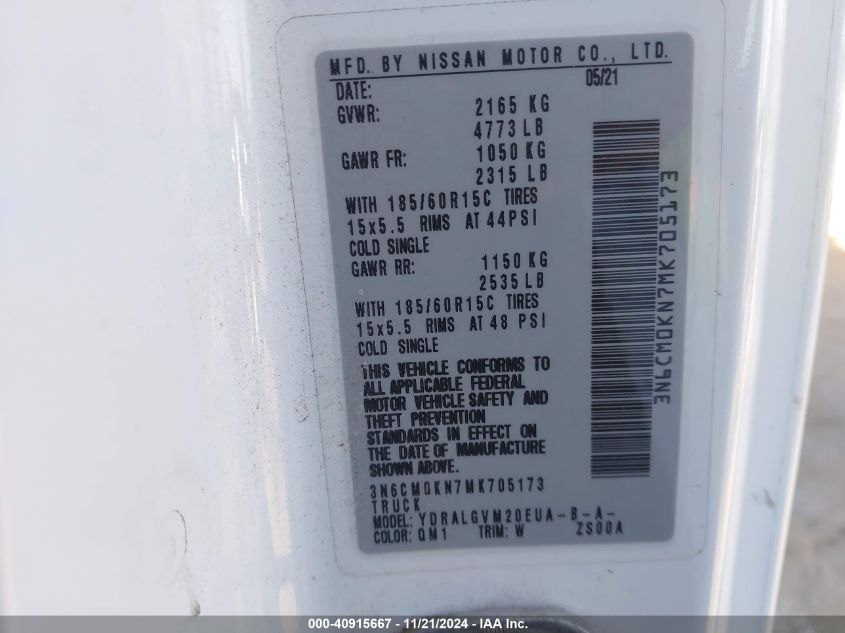 MFD. BY NISSAN MOTOR CO., LTD.
DATE: 05/21
GVWR: 2165 KG
4773 LB
GAWR FR: 1050 KG
2315 LB
WITH 185/60R15C TIRES
15x5.5 RIMS AT 44PSI
COLD SINGLE
GAWR RR: 1150 KG
2535 LB
WITH 185/60R15C TIRES
15x5.5 RIMS AT 48 PSI
COLD SINGLE
THIS VEHICLE CONFORMS TO
ALL APPLICABLE FEDERAL
MOTOR VEHICLE SAFETY AND
THEFT PREVENTION
STANDARDS IN EFFECT ON
THE DATE OF MANUFACTURE
SHOWN ABOVE.
3N6CM0KN7MK705173
TRUCK
MODEL: YDRALGVM20EUA-B-A-
COLOR: QM1 TRIM: W ZS00A
3N6CM0KN7MK705173
000-40915667 - 11/21/2024 - IAA Inc.